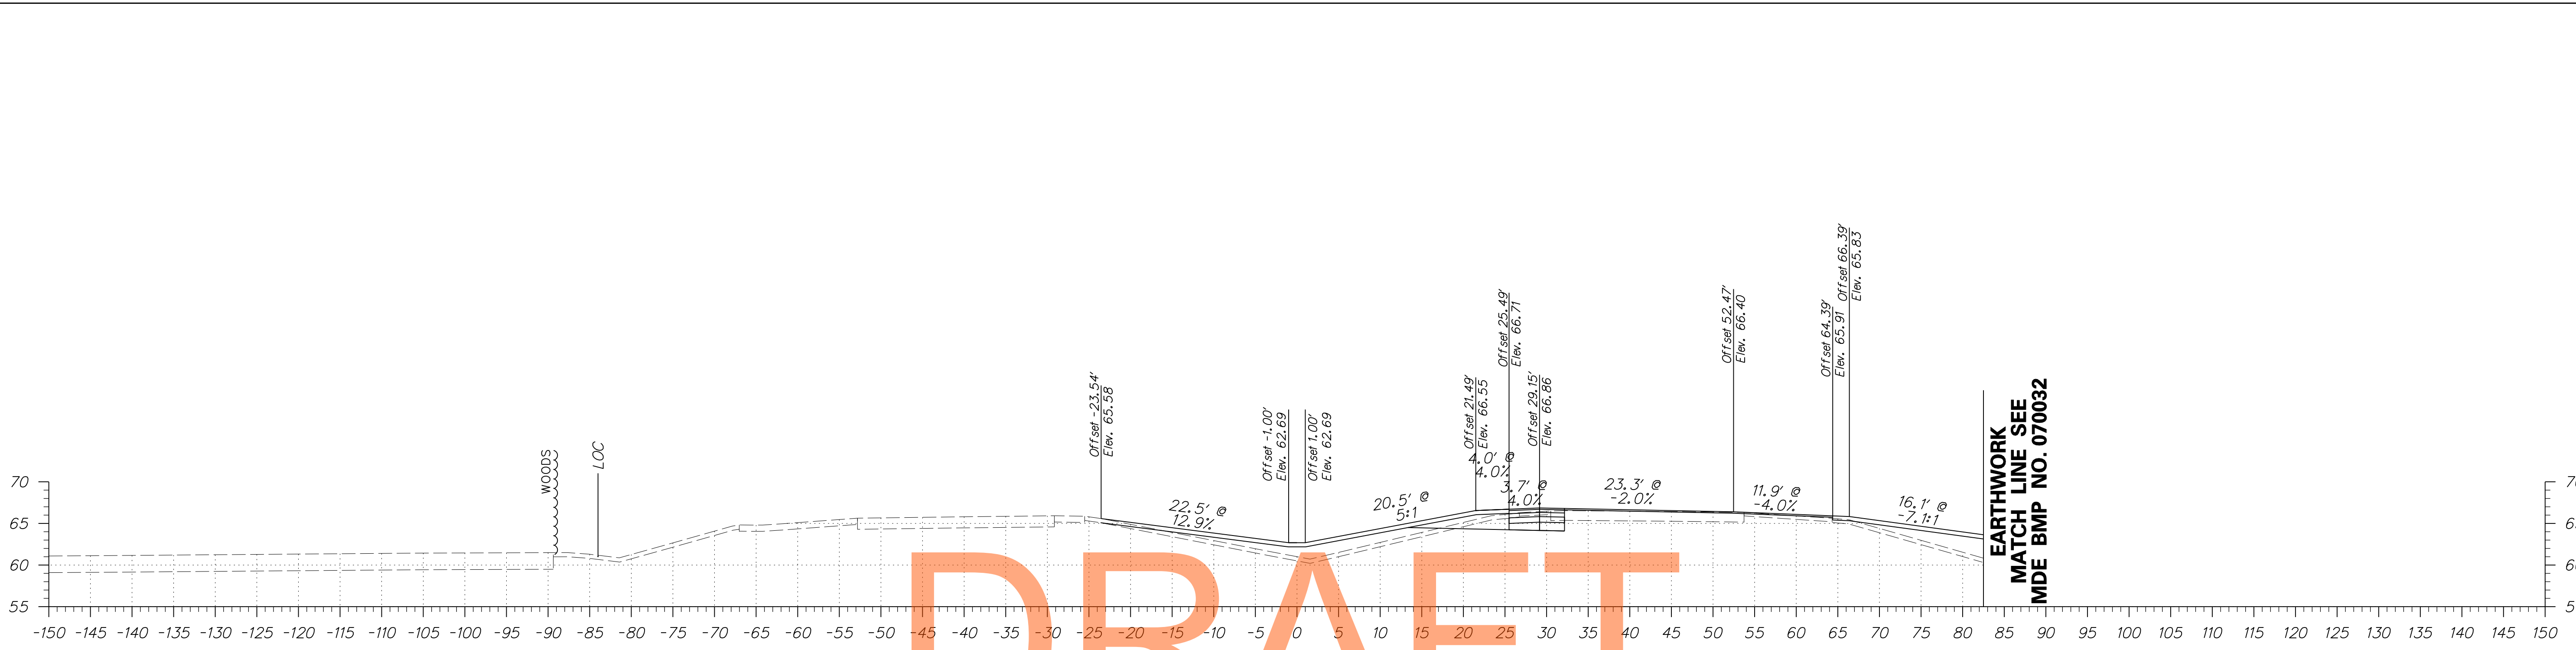 Offset 66.39'
Elev. 65.83
Offset 25.49'
Elev. 66.71
Offset 52.47'
Elev. 66.40
Offset 64.39'
Elev. 65.91
Offset -23.54'
Elev. 65.58
Offset -1.00'
Elev. 62.69
Offset 1.00'
Elev. 62.69
Offset 21.49'
Elev. 66.55
Offset 29.15'
Elev. 66.86
EARTHWORK
MATCH LINE SEE
MDE BMP NO. 070032
WOODS
LOC
4.0' @
4.0%
3.7' @
4.0%
23.3' @
-2.0%
11.9' @
-4.0%
16.1' @
-7.1:1
22.5' @
12.9%
20.5' @
5:1
70
65
60
55
DRAFT
-150 -145 -140 -135 -130 -125 -120 -115 -110 -105 -100 -95 -90 -85 -80 -75 -70 -65 -60 -55 -50 -45 -40 -35 -30 -25 -20 -15 -10 -5 0 5 10 15 20 25 30 35 40 45 50 55 60 65 70 75 80 85 90 95 100 105 110 115 120 125 130 135 140 145 150